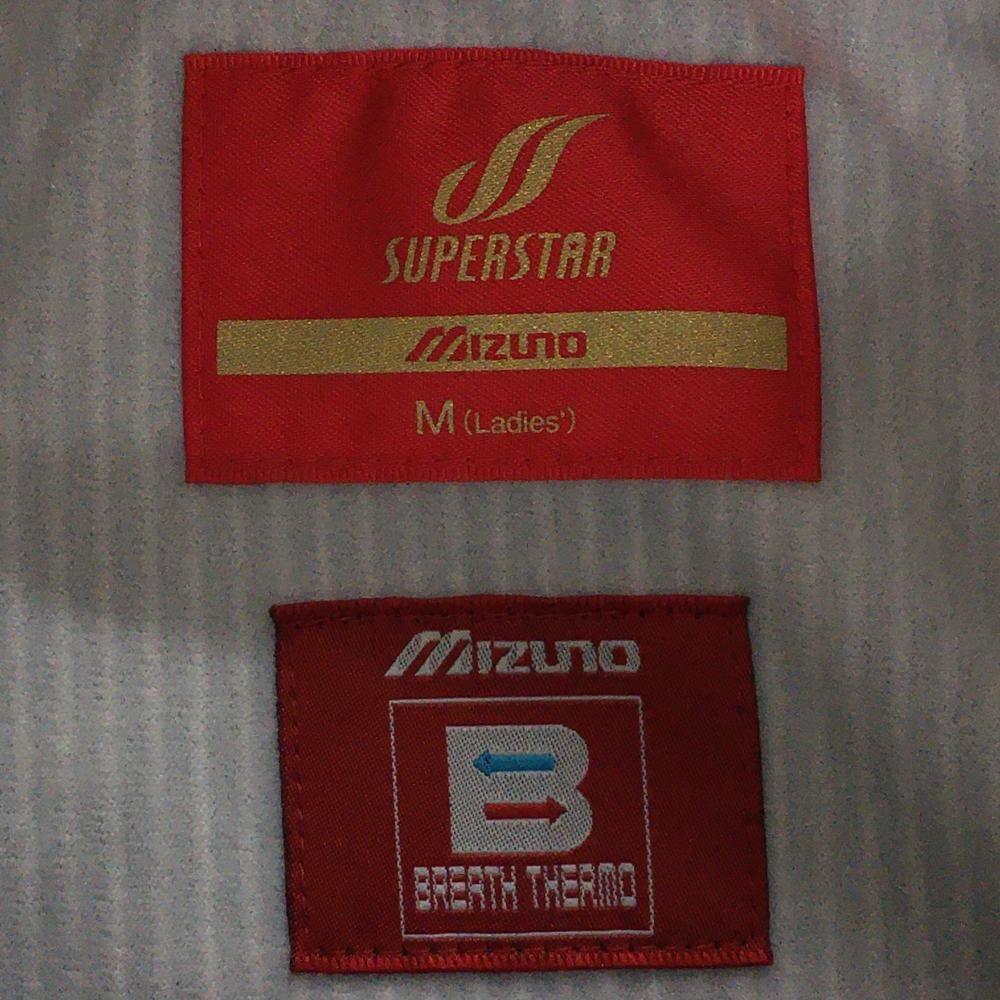 SUPERSTAR
MIZUNO
M (Ladies')
MIZUNO
B
BREATH THERMO